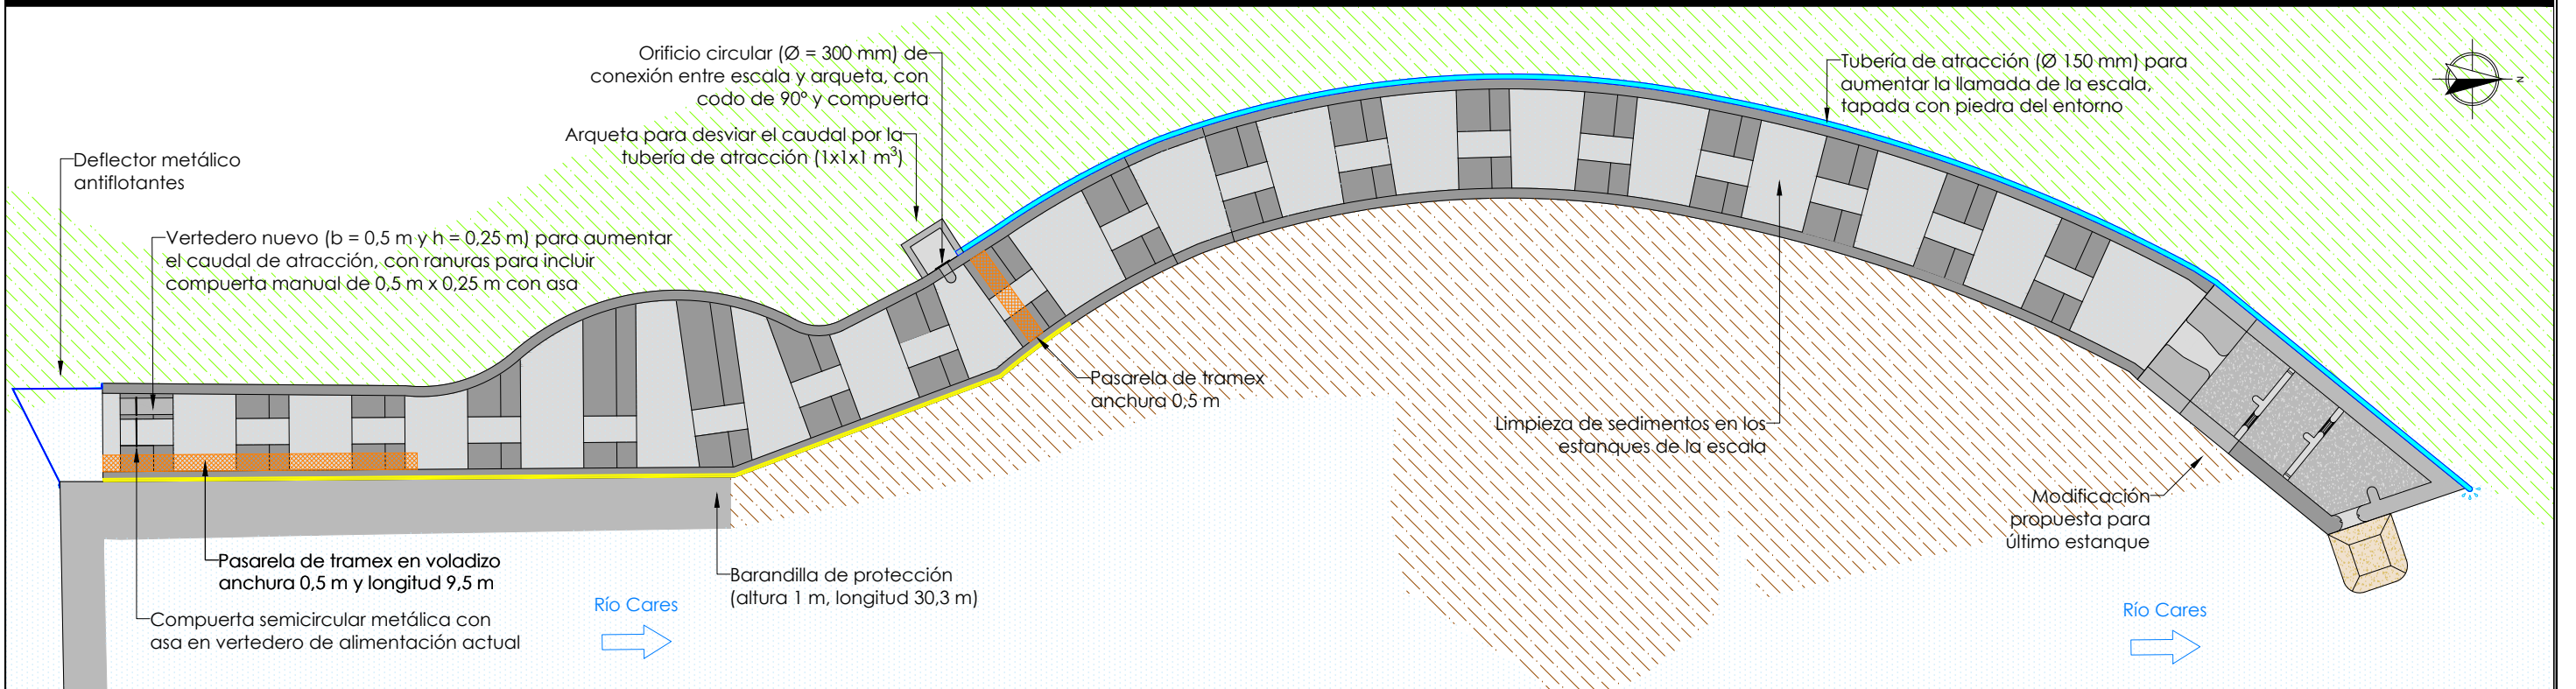 Orificio circular (Ø = 300 mm) de
conexión entre escala y arqueta, con
codo de 90º y compuerta
Arqueta para desviar el caudal por la
tubería de atracción (1x1x1 m³)
Tubería de atracción (Ø 150 mm) para
aumentar la llamada de la escala,
tapada con piedra del entorno
N
Deflector metálico
antiflotantes
Vertedero nuevo (b = 0,5 m y h = 0,25 m) para aumentar
el caudal de atracción, con ranuras para incluir
compuerta manual de 0,5 m x 0,25 m con asa
Pasarela de tramex
anchura 0,5 m
Limpieza de sedimentos en los
estanques de la escala
Modificación
propuesta para
último estanque
Pasarela de tramex en voladizo
anchura 0,5 m y longitud 9,5 m
Barandilla de protección
(altura 1 m, longitud 30,3 m)
Compuerta semicircular metálica con
asa en vertedero de alimentación actual
Río Cares
Río Cares